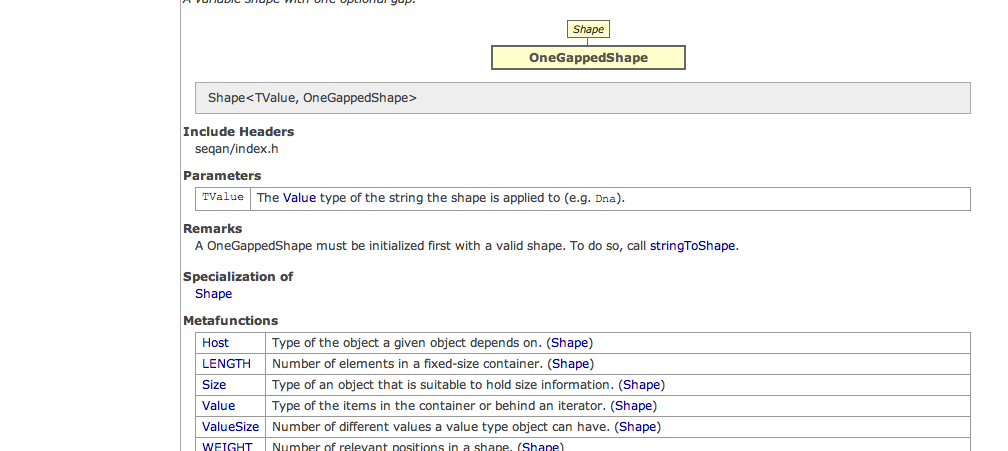 A variable shape with one optional gap.
Shape
OneGappedShape
Shape<TValue, OneGappedShape>
Include Headers
seqan/index.h
Parameters
TValue The Value type of the string the shape is applied to (e.g. Dna).
Remarks
A OneGappedShape must be initialized first with a valid shape. To do so, call stringToShape.
Specialization of
Shape
Metafunctions
Host Type of the object a given object depends on. (Shape)
LENGTH Number of elements in a fixed-size container. (Shape)
Size Type of an object that is suitable to hold size information. (Shape)
Value Type of the items in the container or behind an iterator. (Shape)
ValueSize Number of different values a value type object can have. (Shape)
WEIGHT Number of relevant positions in a shape. (Shape)